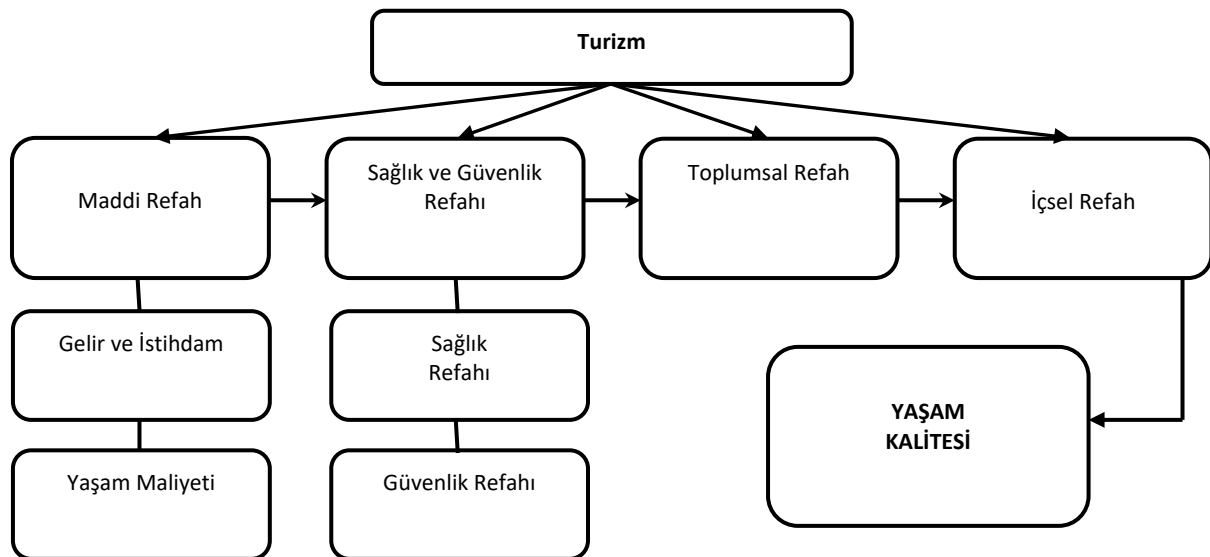 Turizm
Maddi Refah
Sağlık ve Güvenlik
Refahı
Toplumsal Refah
İçsel Refah
Gelir ve İstihdam
Sağlık
Refahı
YAŞAM
KALİTESİ
Yaşam Maliyeti
Güvenlik Refahı